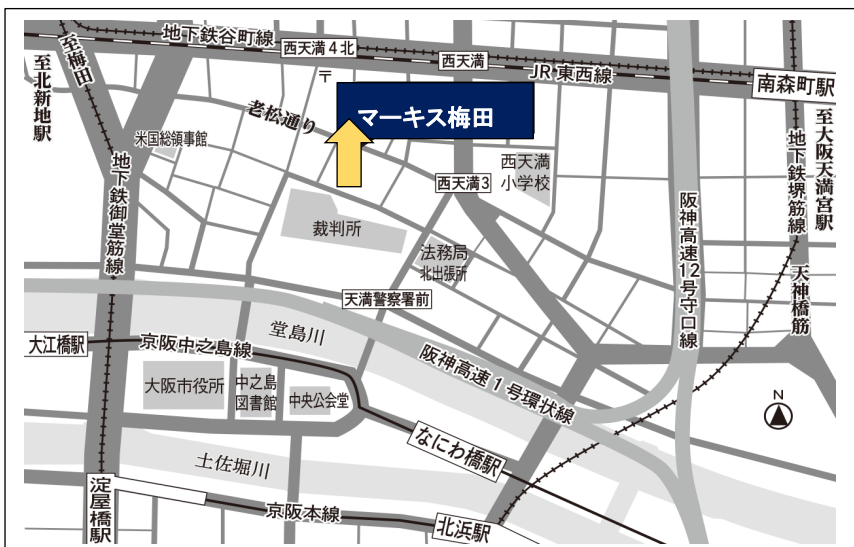 至梅田
至北新地駅
地下鉄谷町線
西天満4北
西天満
JR東西線
南森町駅
〒
マーキス梅田
老松通り
米国総領事館
西天満
小学校
西天満3
至大阪天満宮駅
地下鉄堺筋線
阪神高速12号守口線
地下鉄御堂筋線
裁判所
法務局
北出張所
天神橋筋
天満警察署前
堂島川
大江橋駅
京阪中之島線
阪神高速1号環状線
大阪市役所
中之島
図書館
中央公会堂
N
なにわ橋駅
土佐堀川
淀屋橋駅
京阪本線
北浜駅